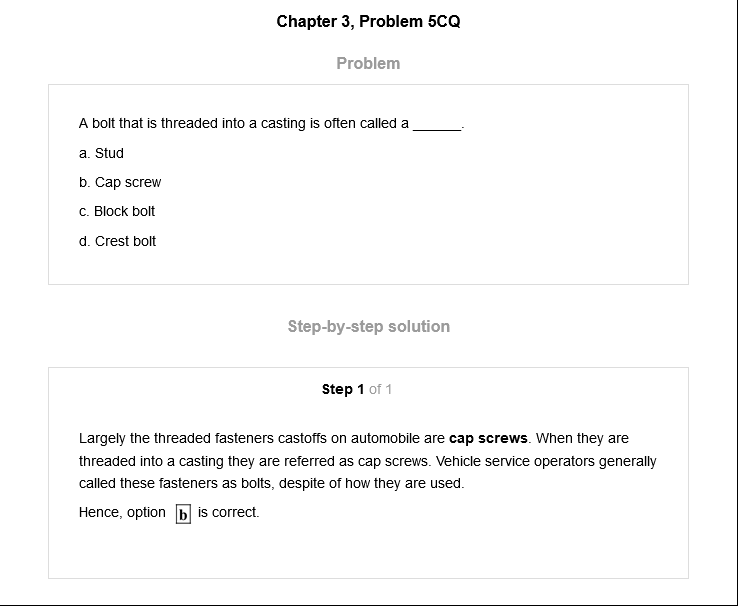 Chapter 3, Problem 5CQ
Problem
A bolt that is threaded into a casting is often called a ______.
a. Stud
b. Cap screw
c. Block bolt
d. Crest bolt
Step-by-step solution
Step 1 of 1
Largely the threaded fasteners castoffs on automobile are cap screws. When they are
threaded into a casting they are referred as cap screws. Vehicle service operators generally
called these fasteners as bolts, despite of how they are used.
Hence, option b is correct.